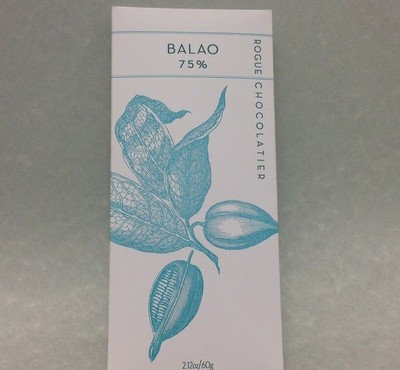 BALAO
75%
ROGUE CHOCOLATIER
2.12oz/60g